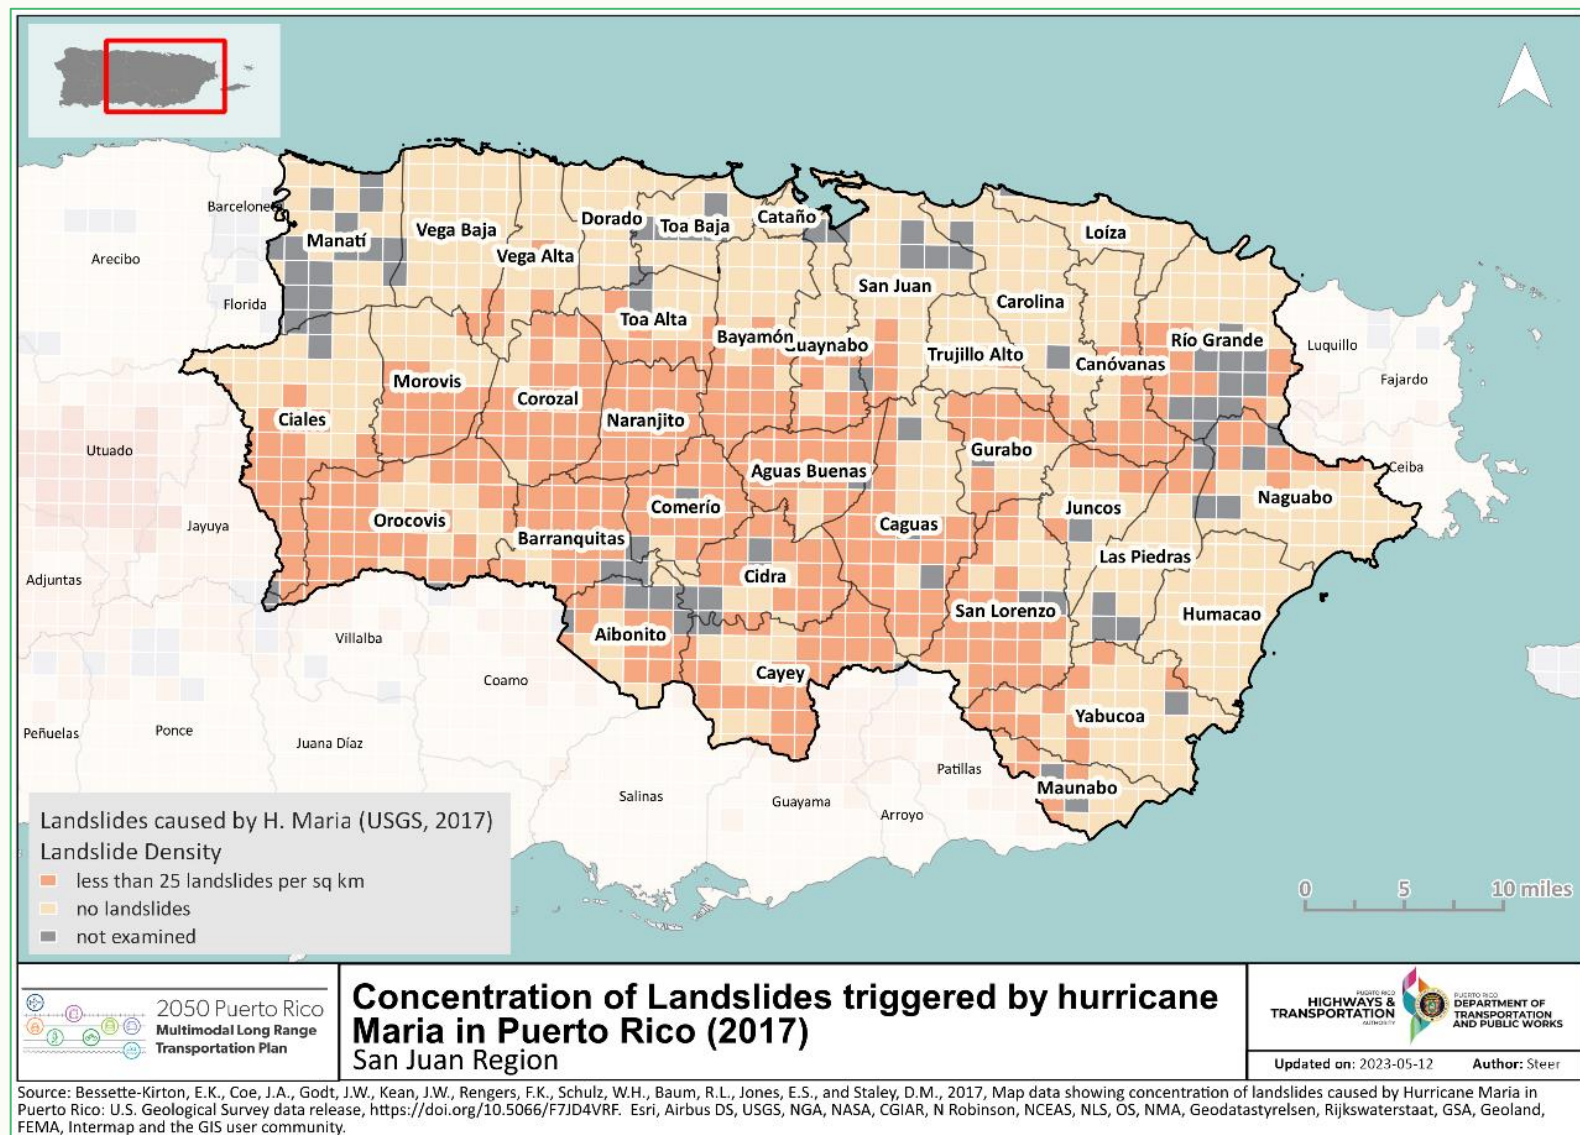 Barceloneta
Manatí
Vega Baja
Vega Alta
Dorado
Toa Baja
Cataño
Loíza
Arecibo
Florida
San Juan
Carolina
Toa Alta
Bayamón
Guaynabo
Trujillo Alto
Canóvanas
Río Grande
Luquillo
Fajardo
Ciales
Morovis
Corozal
Naranjito
Utuado
Aguas Buenas
Gurabo
Ceiba
Naguabo
Jayuya
Orocovis
Comerío
Barranquitas
Caguas
Juncos
Las Piedras
Adjuntas
Cidra
San Lorenzo
Humacao
Villalba
Aibonito
Coamo
Cayey
Yabucoa
Peñuelas
Ponce
Juana Díaz
Patillas
Maunabo
Salinas
Guayama
Arroyo
Landslides caused by H. Maria (USGS, 2017)
Landslide Density
less than 25 landslides per sq km
no landslides
not examined
0 5 10 miles
2050 Puerto Rico
Multimodal Long Range
Transportation Plan
Concentration of Landslides triggered by hurricane
Maria in Puerto Rico (2017)
San Juan Region
PUERTO RICO
HIGHWAYS &
TRANSPORTATION
AUTHORITY
PUERTO RICO
DEPARTMENT OF
TRANSPORTATION
AND PUBLIC WORKS
Updated on: 2023-05-12 Author: Steer
Source: Bessette-Kirton, E.K., Coe, J.A., Godt, J.W., Kean, J.W., Rengers, F.K., Schulz, W.H., Baum, R.L., Jones, E.S., and Staley, D.M., 2017, Map data showing concentration of landslides caused by Hurricane Maria in
Puerto Rico: U.S. Geological Survey data release, https://doi.org/10.5066/F7JD4VRF. Esri, Airbus DS, USGS, NGA, NASA, CGIAR, N Robinson, NCEAS, NLS, OS, NMA, Geodatastyrelsen, Rijkswaterstaat, GSA, Geoland,
FEMA, Intermap and the GIS user community.